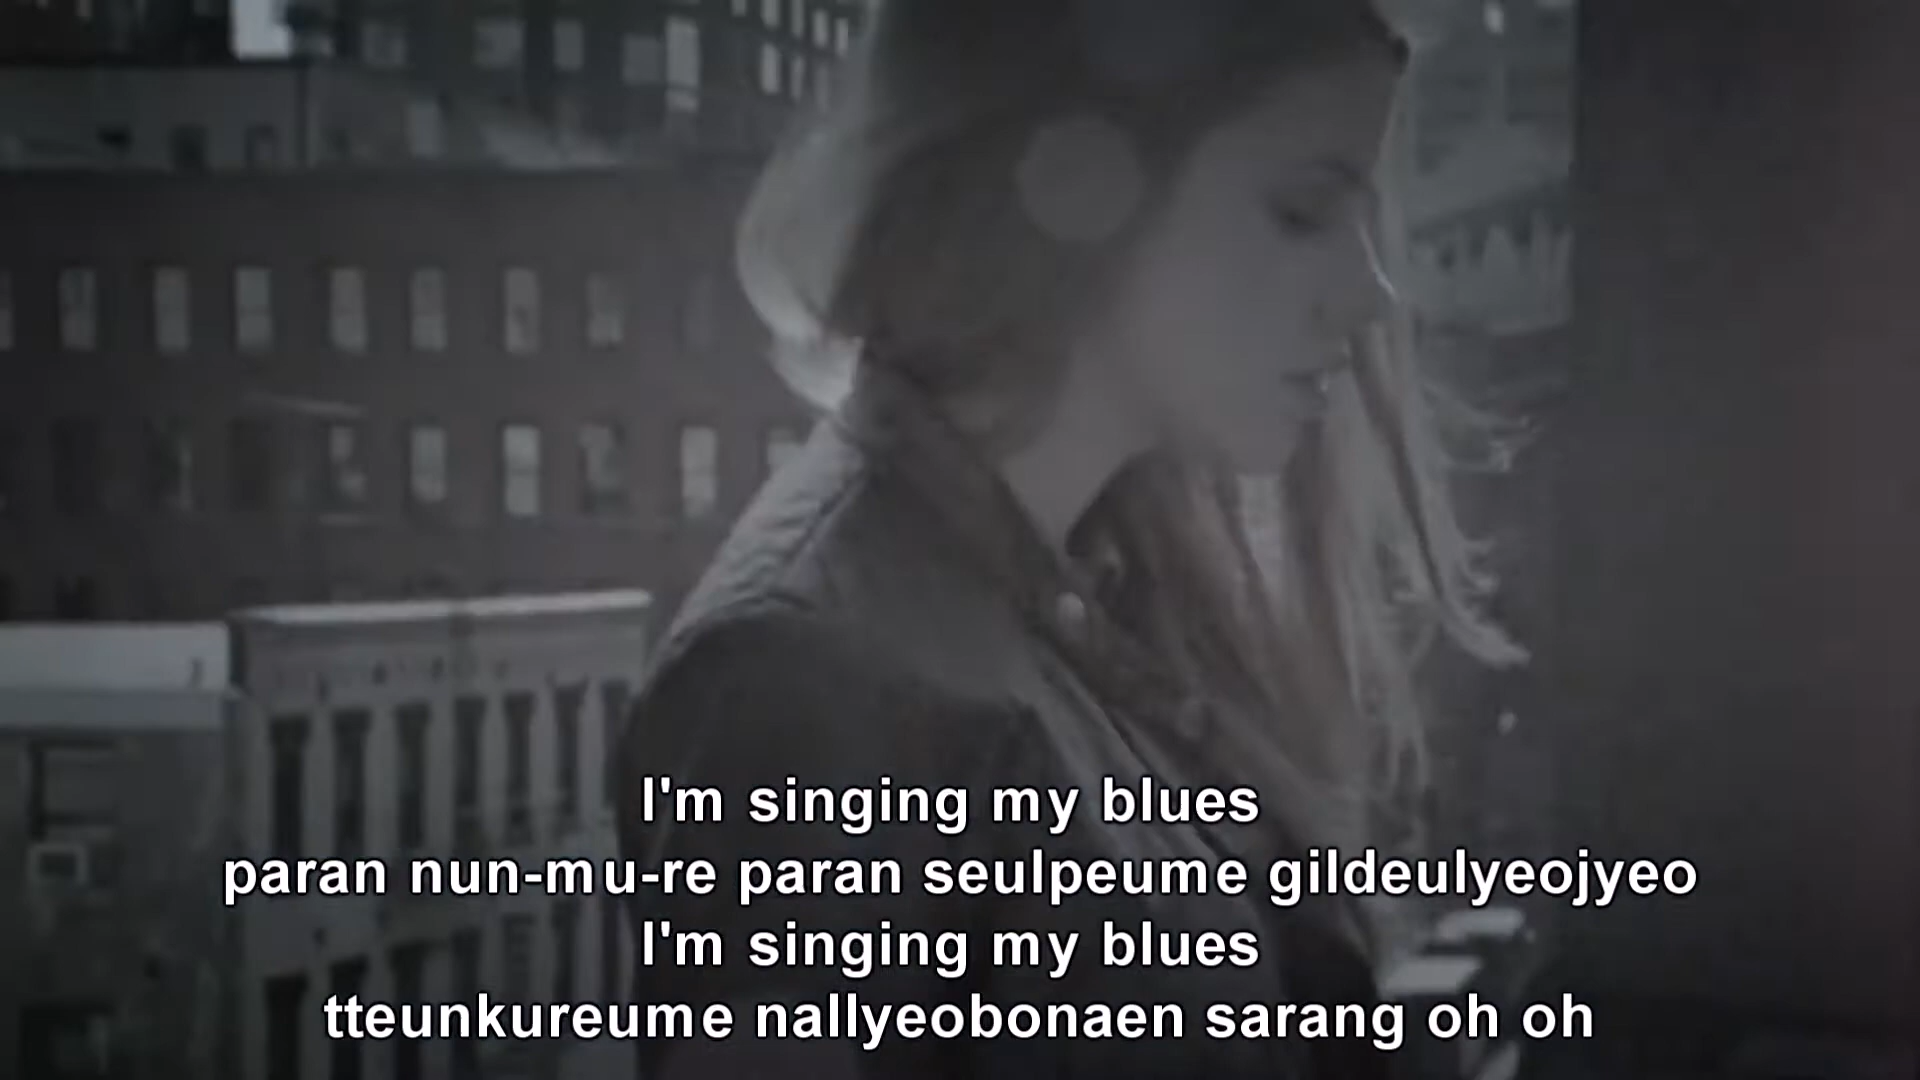 I'm singing my blues
paran nun-mu-re paran seulpeume gildeulyeojyeo
I'm singing my blues
tteunkureume nallyeobonaen sarang oh oh